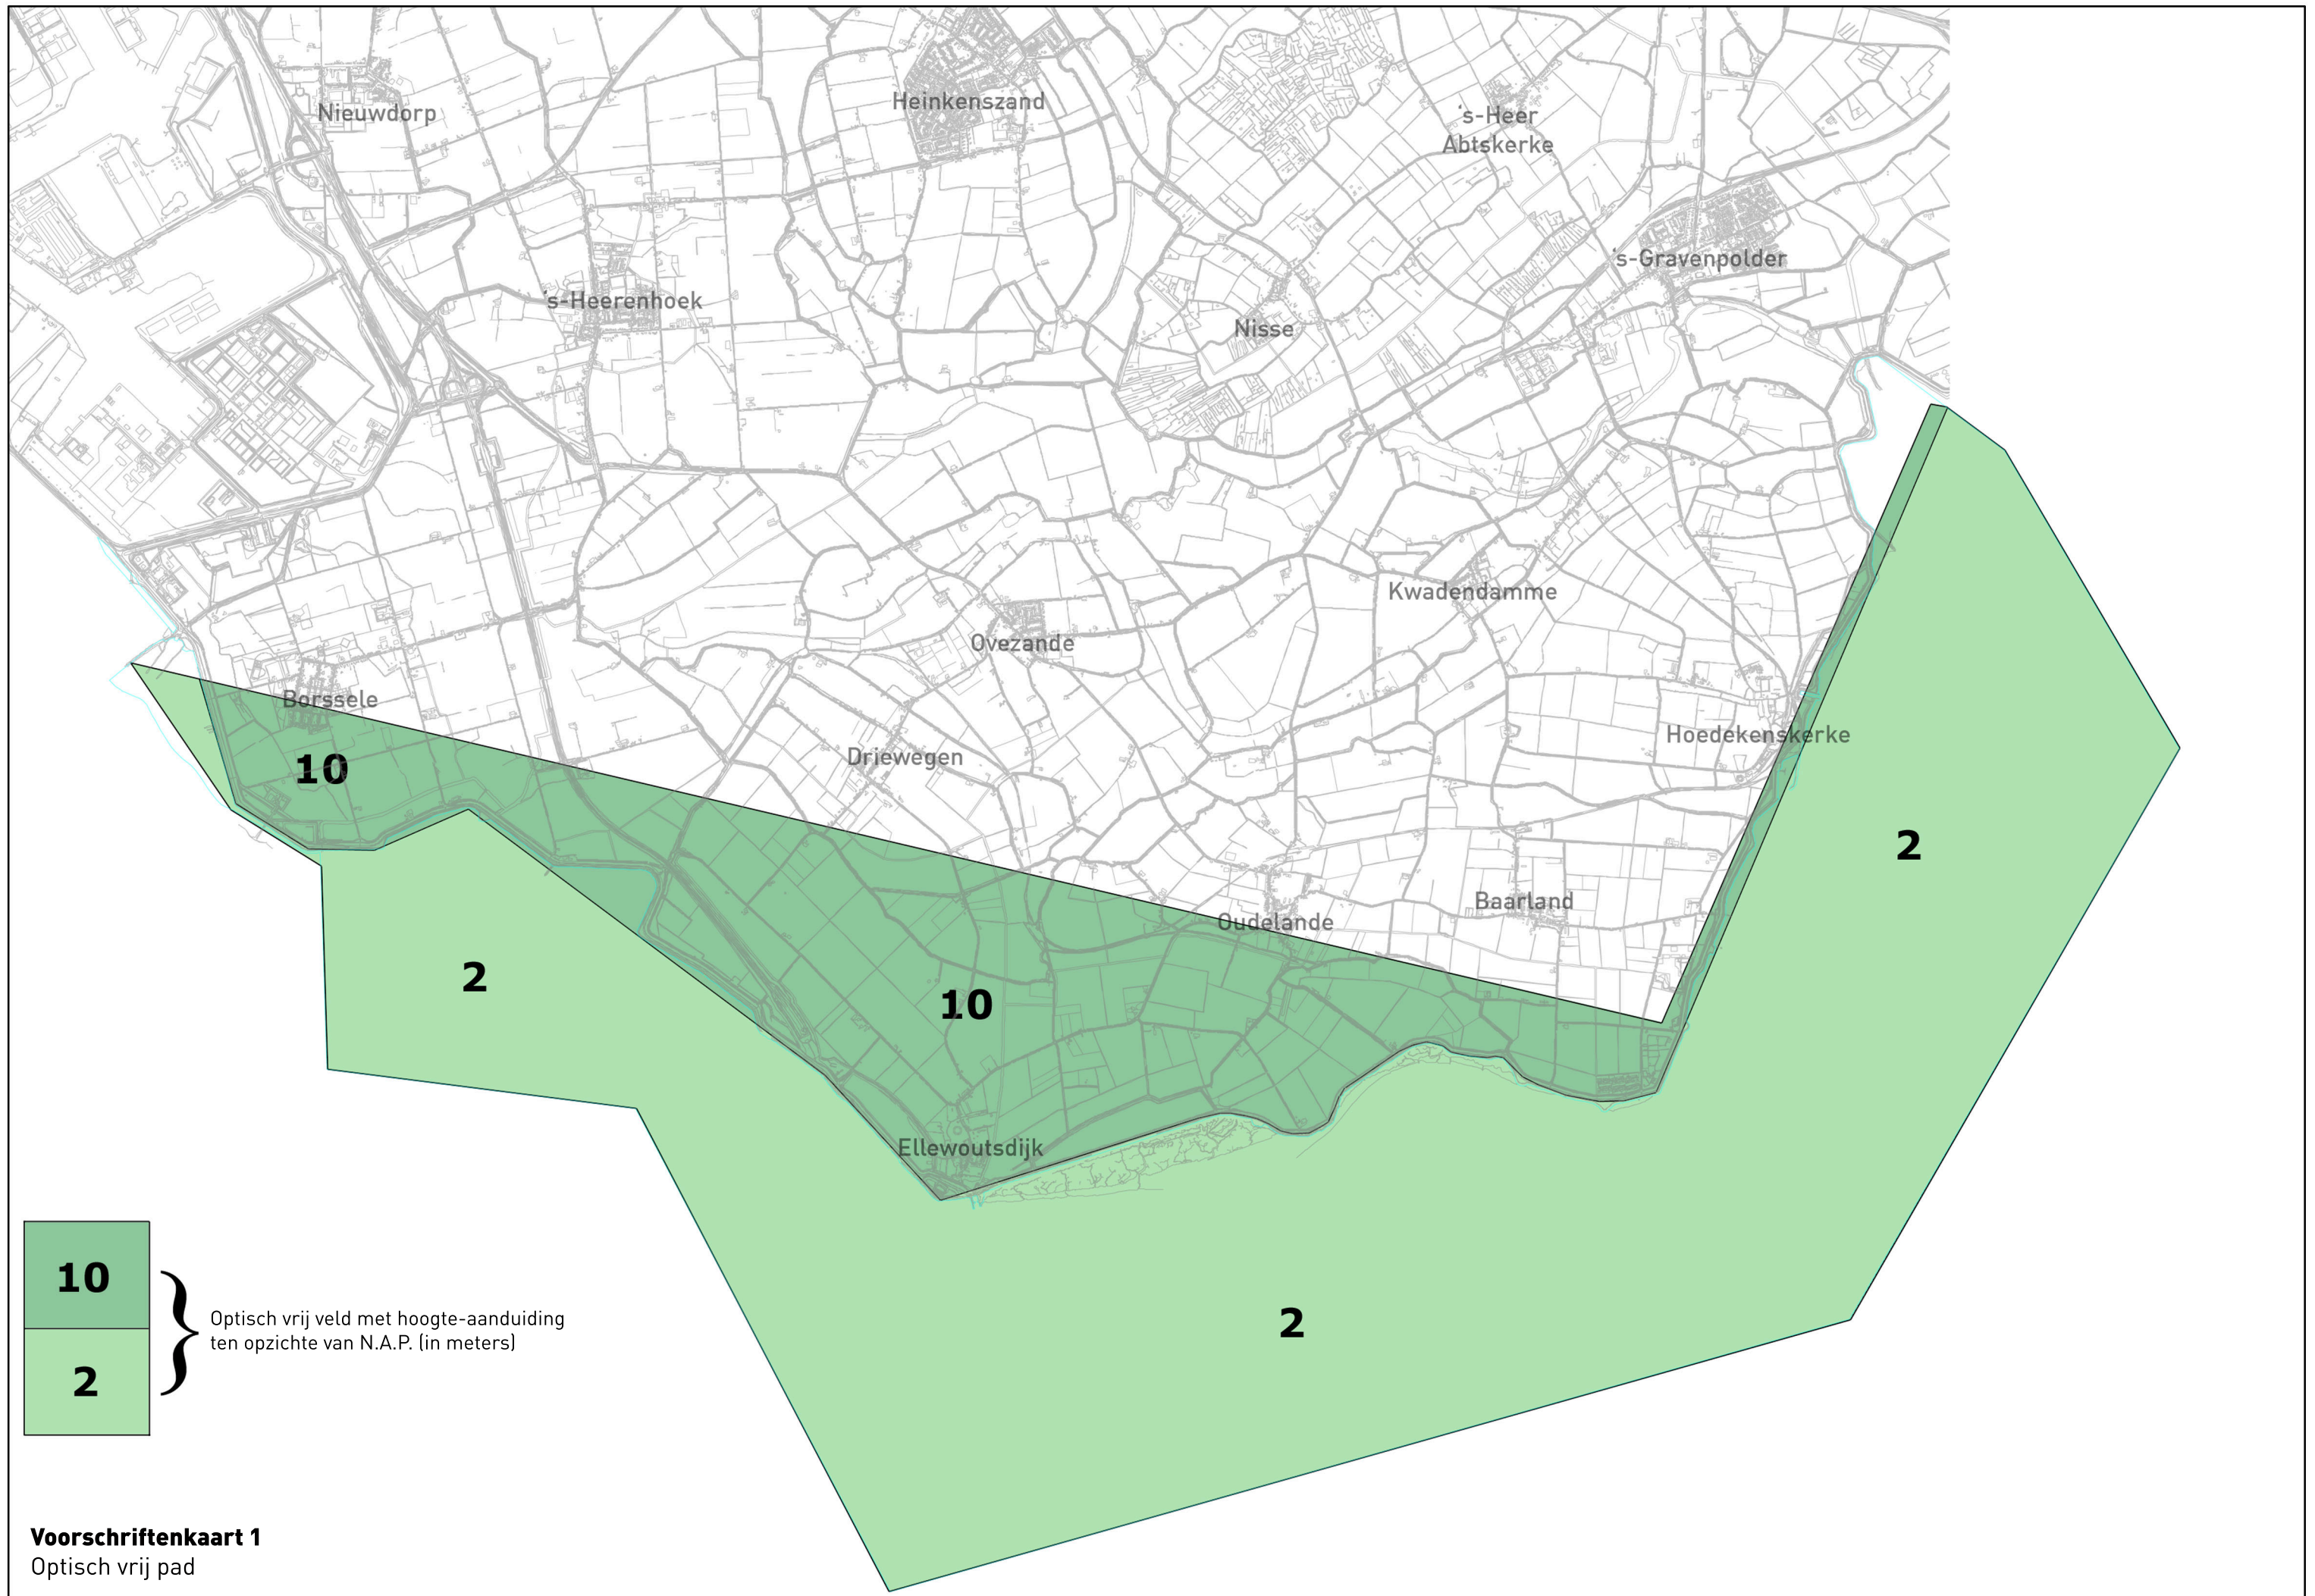 Nieuwdorp
Heinkenszand
's-Heer
Abtskerke
's-Gravenpolder
's-Heerenhoek
Nisse
Kwadendamme
Ovezande
Borssele
Hoedekenskerke
Driewegen
10
2
Baarland
Oudelande
2
10
Ellewoutsdijk
10
2
Optisch vrij veld met hoogte-aanduiding
ten opzichte van N.A.P. (in meters)
2
Voorschriftenkaart 1
Optisch vrij pad